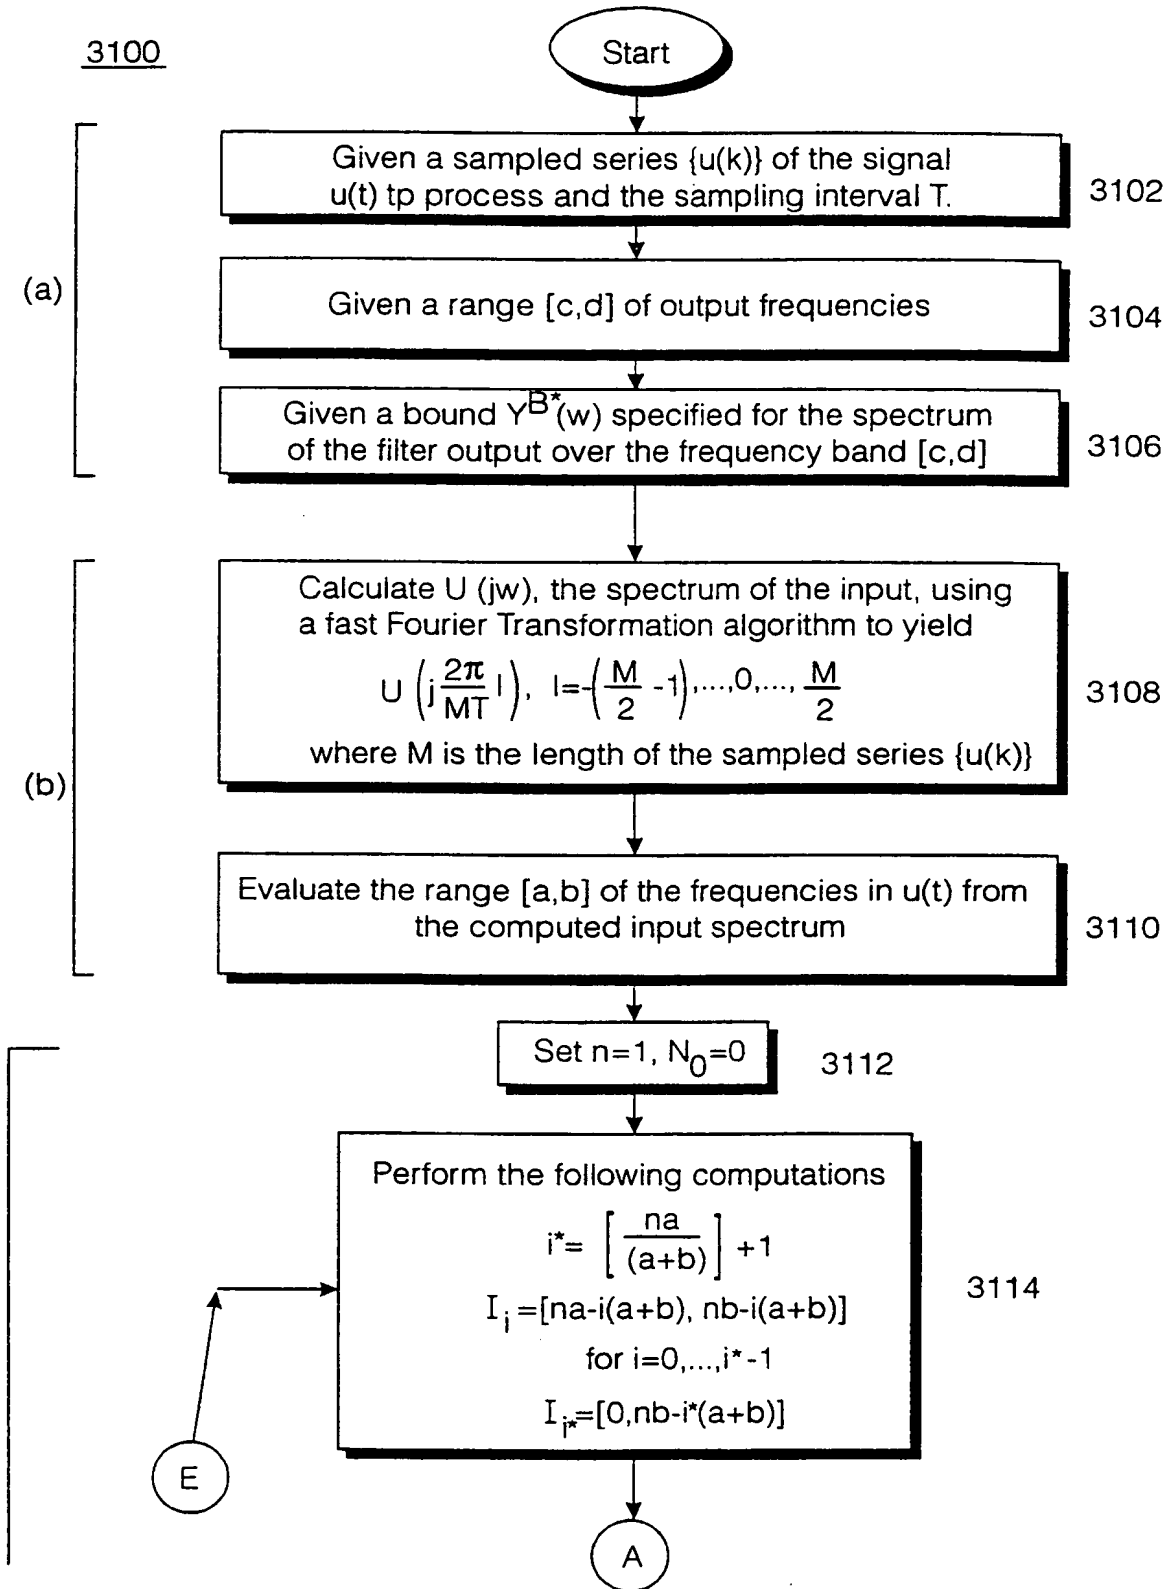 3100
Start
(a)
Given a sampled series {u(k)} of the signal
u(t) tp process and the sampling interval T.
3102
Given a range [c,d] of output frequencies
3104
Given a bound Y^B*(w) specified for the spectrum
of the filter output over the frequency band [c,d]
3106
(b)
Calculate U (jw), the spectrum of the input, using
a fast Fourier Transformation algorithm to yield
U (j 2π/MT l), l=-(M/2 -1),...,0,..., M/2
where M is the length of the sampled series {u(k)}
3108
Evaluate the range [a,b] of the frequencies in u(t) from
the computed input spectrum
3110
Set n=1, N₀=0
3112
Perform the following computations
i*= [na/(a+b)] +1
I_i=[na-i(a+b), nb-i(a+b)]
for i=0,...,i*-1
I_i*=[0,nb-i*(a+b)]
3114
E
A